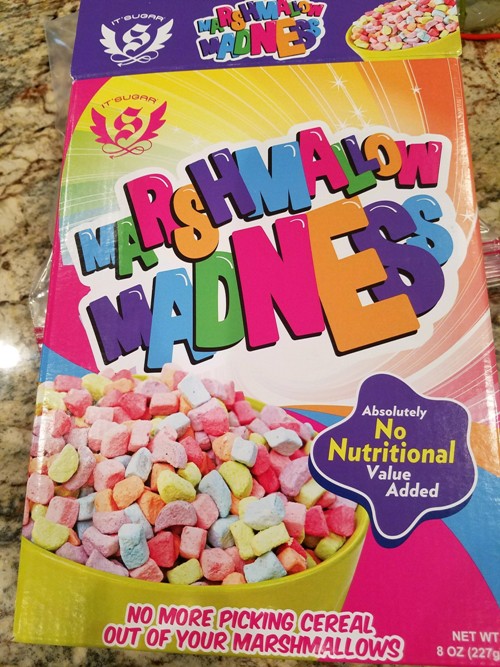 IT'SUGAR
S
MARSHMALLOW
MADNESS
IT'SUGAR
S
MARSHMALLOW
MADNESS
Absolutely
No
Nutritional
Value
Added
NO MORE PICKING CEREAL
OUT OF YOUR MARSHMALLOWS
NET WT
8 OZ (227g